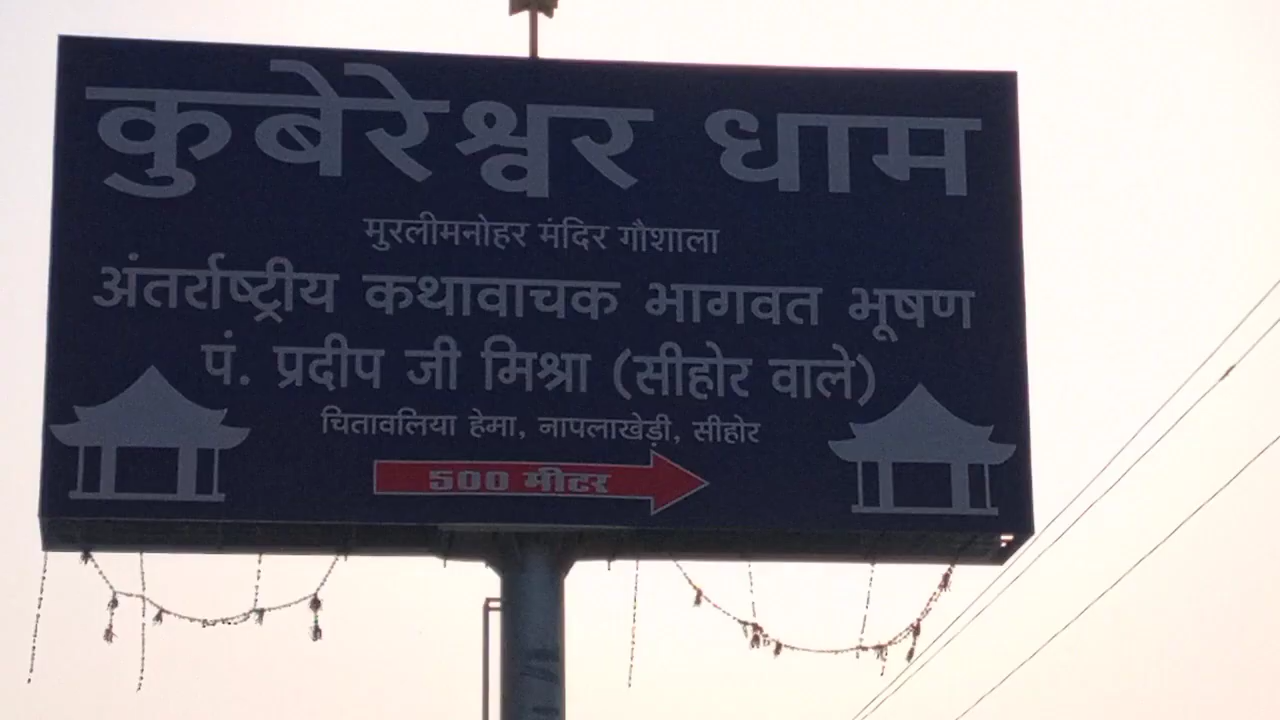 कुबेरेश्वर धाम
मुरलीमनोहर मंदिर गौशाला
अंतर्राष्ट्रीय कथावाचक भागवत भूषण
पं. प्रदीप जी मिश्रा (सीहोर वाले)
चितावलिया हेमा, नापलाखेड़ी, सीहोर
500 मीटर